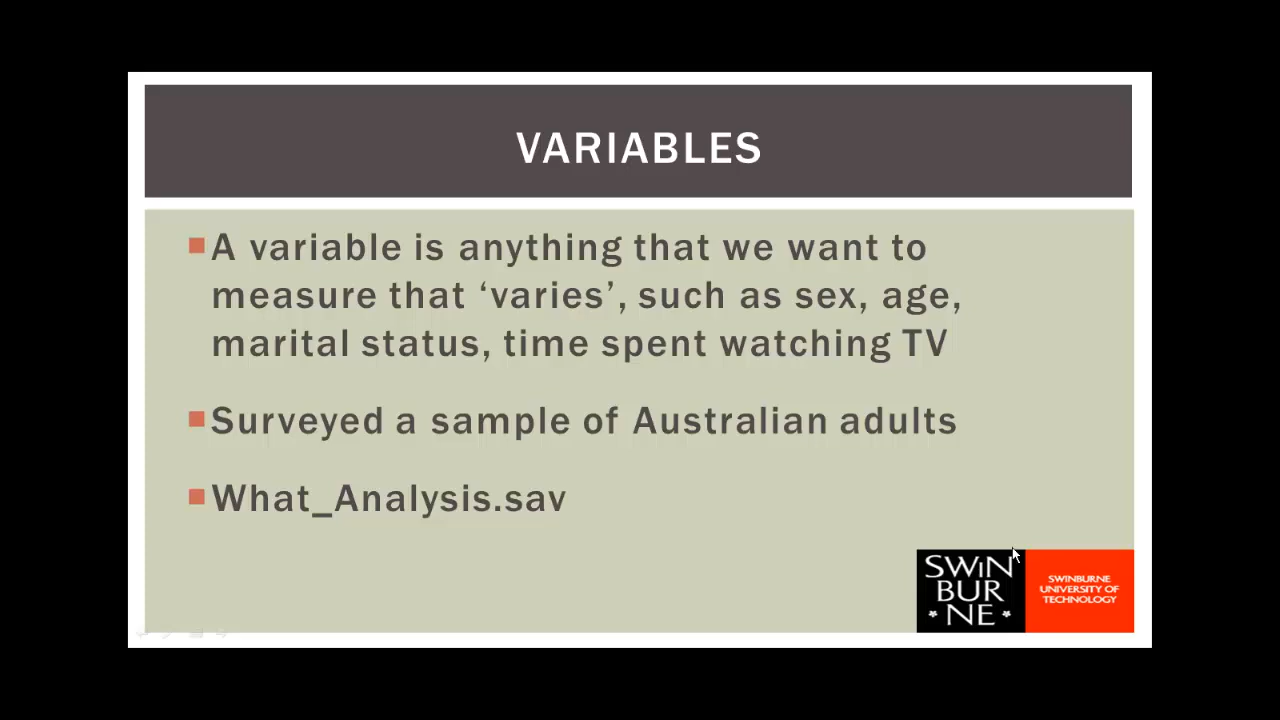 VARIABLES
A variable is anything that we want to
measure that ‘varies’, such as sex, age,
marital status, time spent watching TV
Surveyed a sample of Australian adults
What_Analysis.sav
SWIN
BUR
NE
SWINBURNE
UNIVERSITY OF
TECHNOLOGY